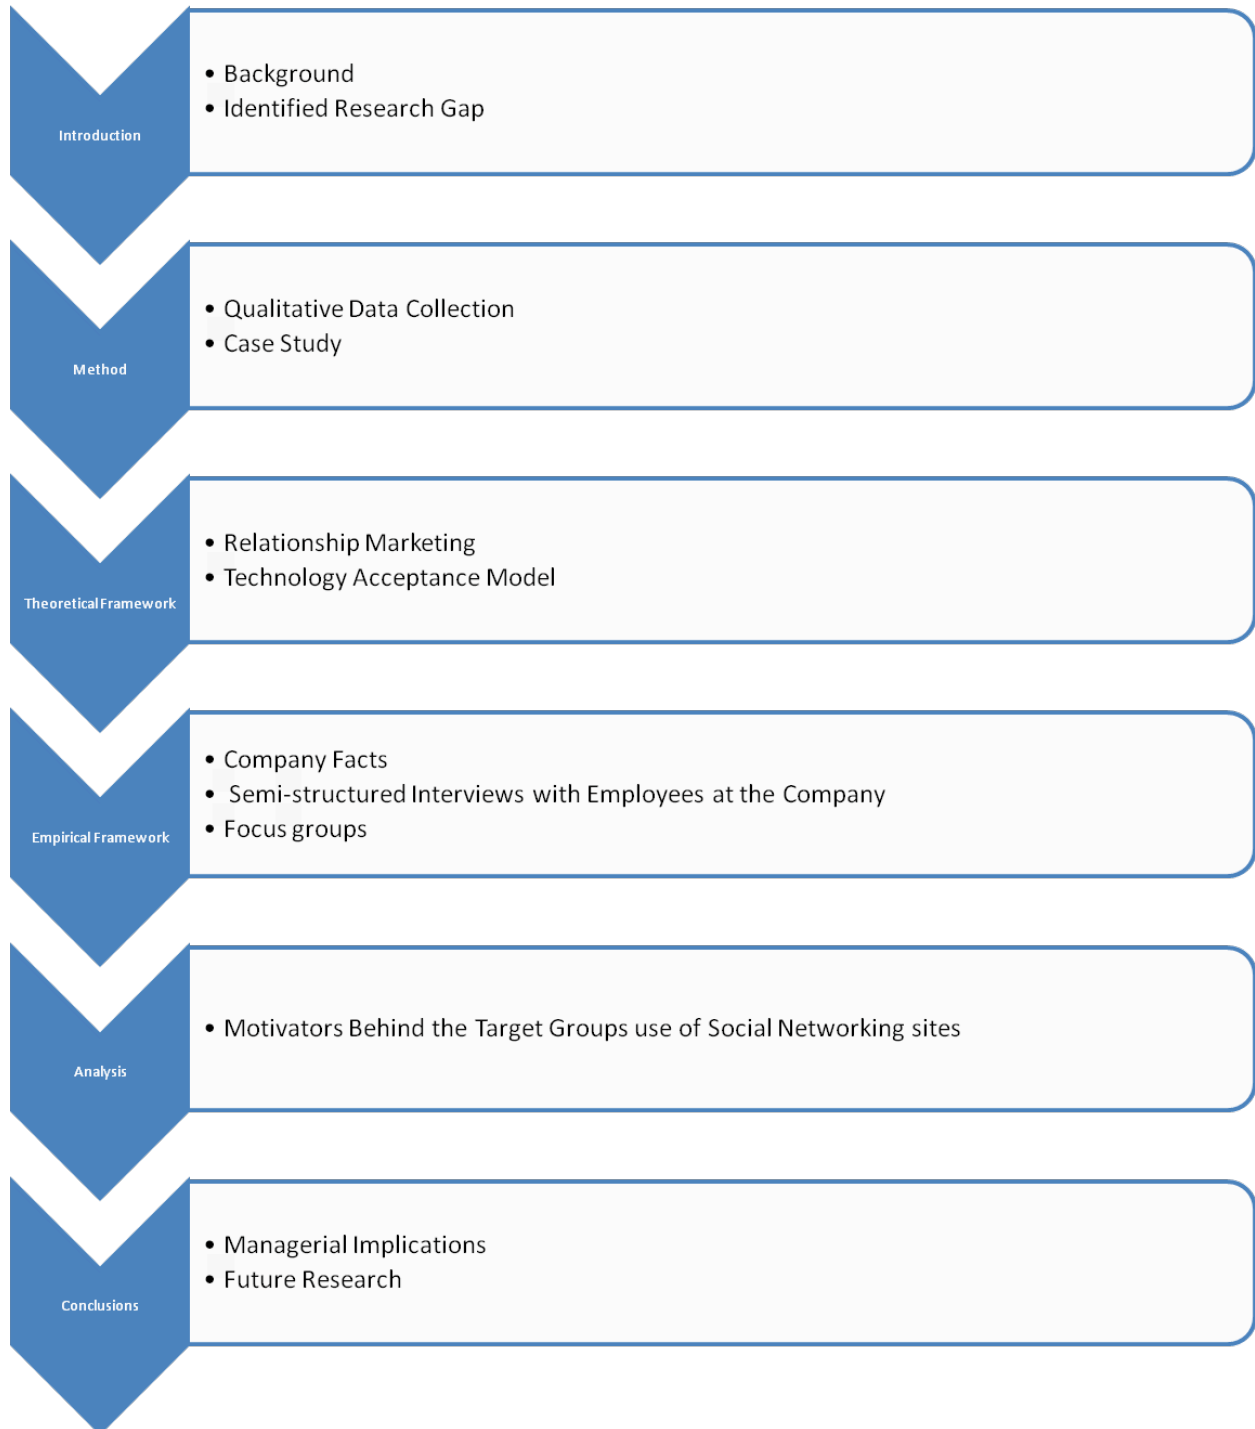 Introduction
• Background
• Identified Research Gap
Method
• Qualitative Data Collection
• Case Study
Theoretical Framework
• Relationship Marketing
• Technology Acceptance Model
Empirical Framework
• Company Facts
• Semi-structured Interviews with Employees at the Company
• Focus groups
Analysis
• Motivators Behind the Target Groups use of Social Networking sites
Conclusions
• Managerial Implications
• Future Research